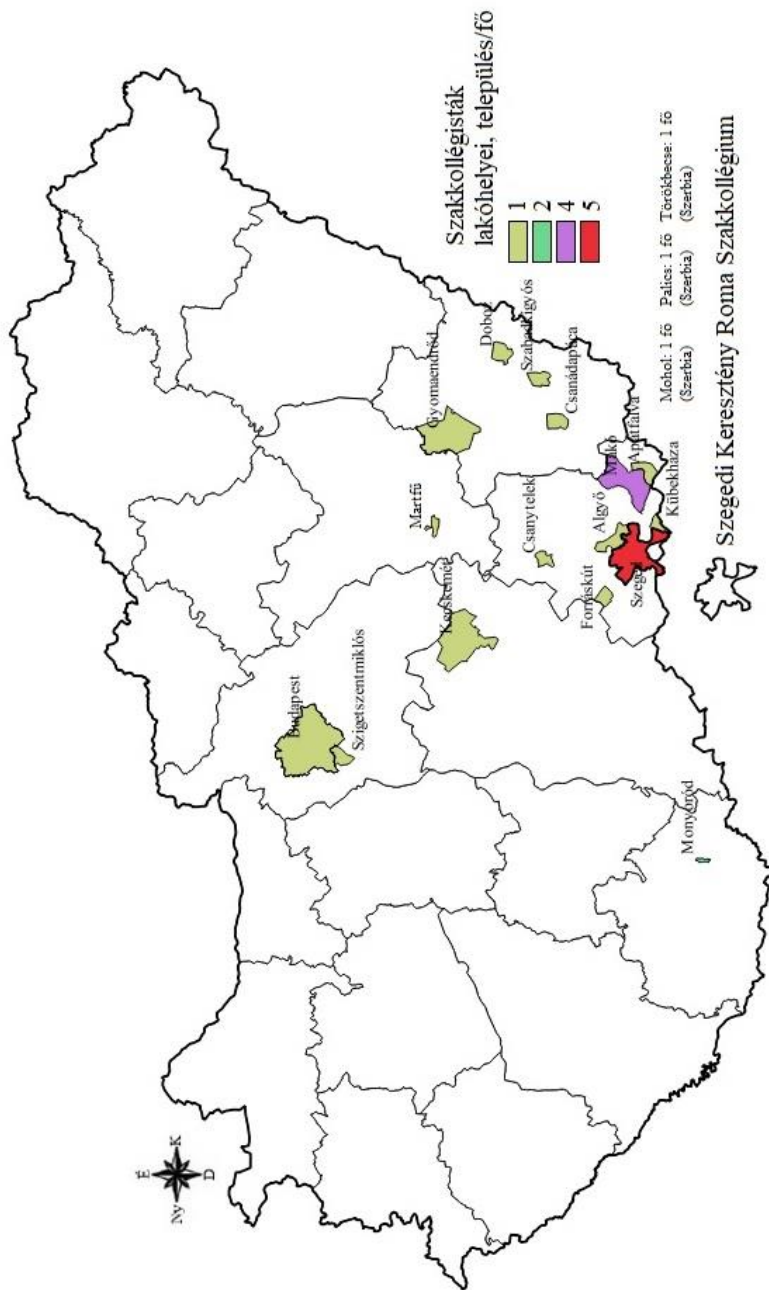 É
Ny
K
D
Budapest
Szigetszentmiklós
Martfű
Kecskemét
Gyomaendrőd
Doboz
Szabadkígyós
Csanádapáca
Csanytelek
Algyő
Forráskút
Szeged
Makó
Apátfalva
Kübekháza
Monyoród
Szakkollégisták
lakóhelyei, település/fő
1
2
4
5
Mohol: 1 fő
(Szerbia)
Palics: 1 fő
(Szerbia)
Törökbecse: 1 fő
(Szerbia)
Szegedi Keresztény Roma Szakkollégium